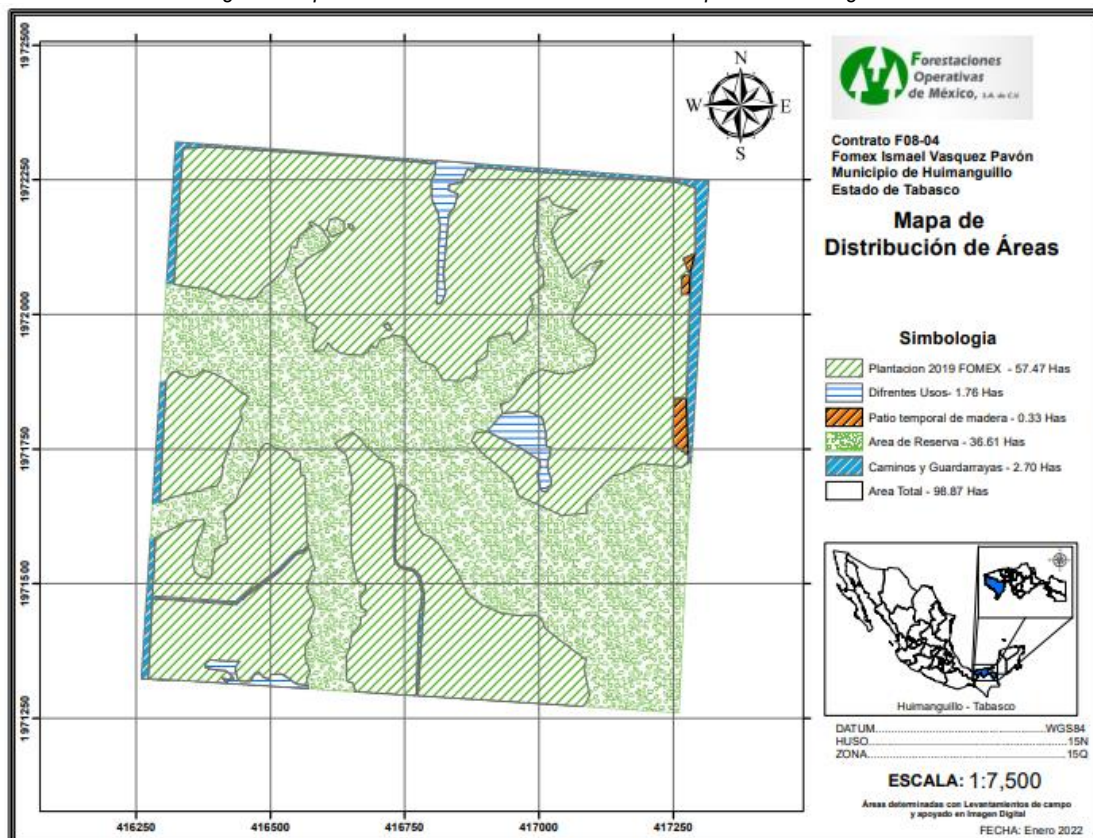 1972500
1972250
1972000
1971750
1971500
1971250
416250
416500
416750
417000
417250
N
W
E
S
Forestaciones
Operativas
de México, S.A. de C.V
Contrato F08-04
Fomex Ismael Vasquez Pavón
Municipio de Huimanguillo
Estado de Tabasco
Mapa de
Distribución de Áreas
Simbologia
Plantacion 2019 FOMEX - 57.47 Has
Difrentes Usos- 1.76 Has
Patio temporal de madera - 0.33 Has
Area de Reserva - 36.61 Has
Caminos y Guardarrayas - 2.70 Has
Area Total - 98.87 Has
Huimanguillo - Tabasco
DATUM WGS84
HUSO 15N
ZONA 15Q
ESCALA: 1:7,500
Áreas determinadas con Levantamientos de campo
y apoyado en Imagen Digital
FECHA: Enero 2022